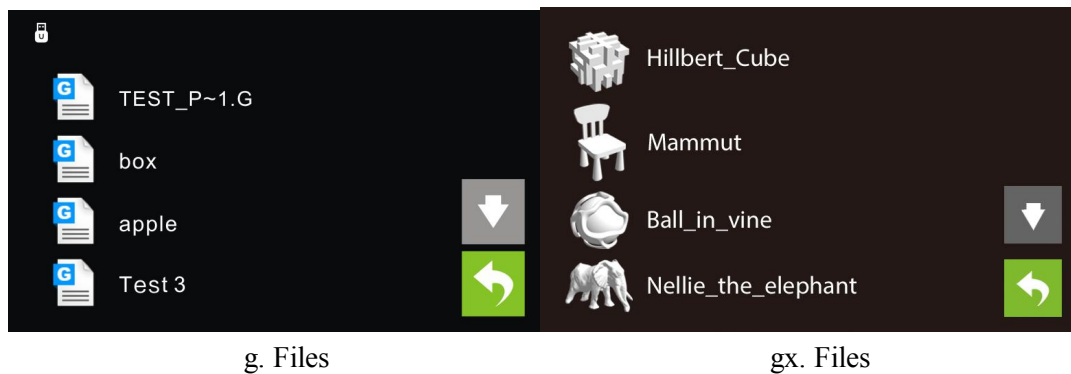 G TEST_P~1.G
G box
G apple
G Test 3
Hillbert_Cube
Mammut
Ball_in_vine
Nellie_the_elephant
g. Files
gx. Files